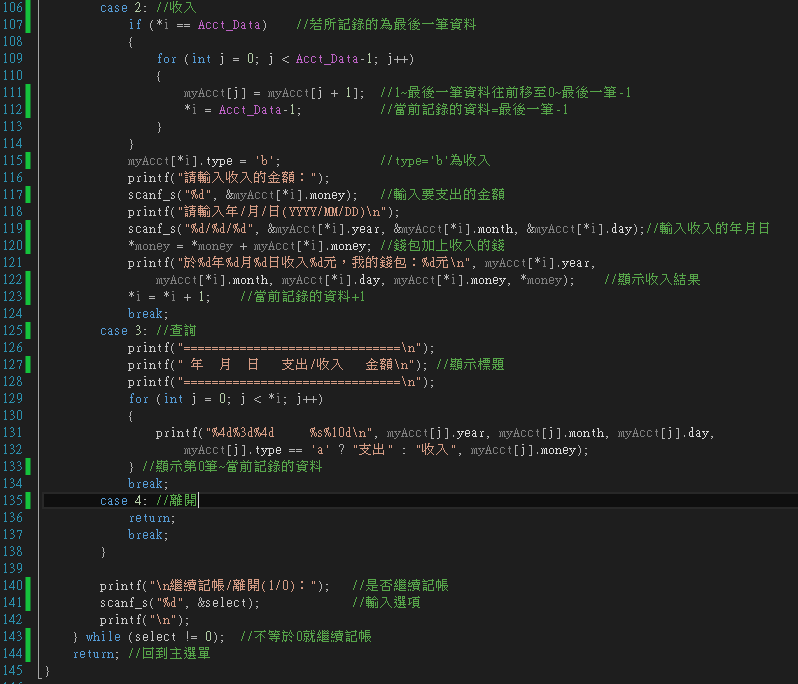 106 case 2: //收入
107 if (*i == Acct_Data) //若所記錄的為最後一筆資料
108 {
109 for (int j = 0; j < Acct_Data-1; j++)
110 {
111 myAcct[j] = myAcct[j + 1]; //1~最後一筆資料往前移至0~最後一筆-1
112 *i = Acct_Data-1; //當前記錄的資料=最後一筆-1
113 }
114 }
115 myAcct[*i].type = 'b'; //type='b'為收入
116 printf("請輸入收入的金額：");
117 scanf_s("%d", &myAcct[*i].money); //輸入要支出的金額
118 printf("請輸入年/月/日(YYYY/MM/DD)\n");
119 scanf_s("%d/%d/%d", &myAcct[*i].year, &myAcct[*i].month, &myAcct[*i].day);//輸入收入的年月日
120 *money = *money + myAcct[*i].money; //錢包加上收入的錢
121 printf("於%d年%d月%d日收入%d元，我的錢包：%d元\n", myAcct[*i].year,
122 myAcct[*i].month, myAcct[*i].day, myAcct[*i].money, *money); //顯示收入結果
123 *i = *i + 1; //當前記錄的資料+1
124 break;
125 case 3: //查詢
126 printf("===============================\n");
127 printf(" 年 月 日 支出/收入 金額\n"); //顯示標題
128 printf("===============================\n");
129 for (int j = 0; j < *i; j++)
130 {
131 printf("%4d%3d%4d %s%10d\n", myAcct[j].year, myAcct[j].month, myAcct[j].day,
132 myAcct[j].type == 'a' ? "支出" : "收入", myAcct[j].money);
133 } //顯示第0筆~當前記錄的資料
134 break;
135 case 4: //離開
136 return;
137 break;
138 }
139
140 printf("\n繼續記帳/離開(1/0)："); //是否繼續記帳
141 scanf_s("%d", &select); //輸入選項
142 printf("\n");
143 } while (select != 0); //不等於0就繼續記帳
144 return; //回到主選單
145 }